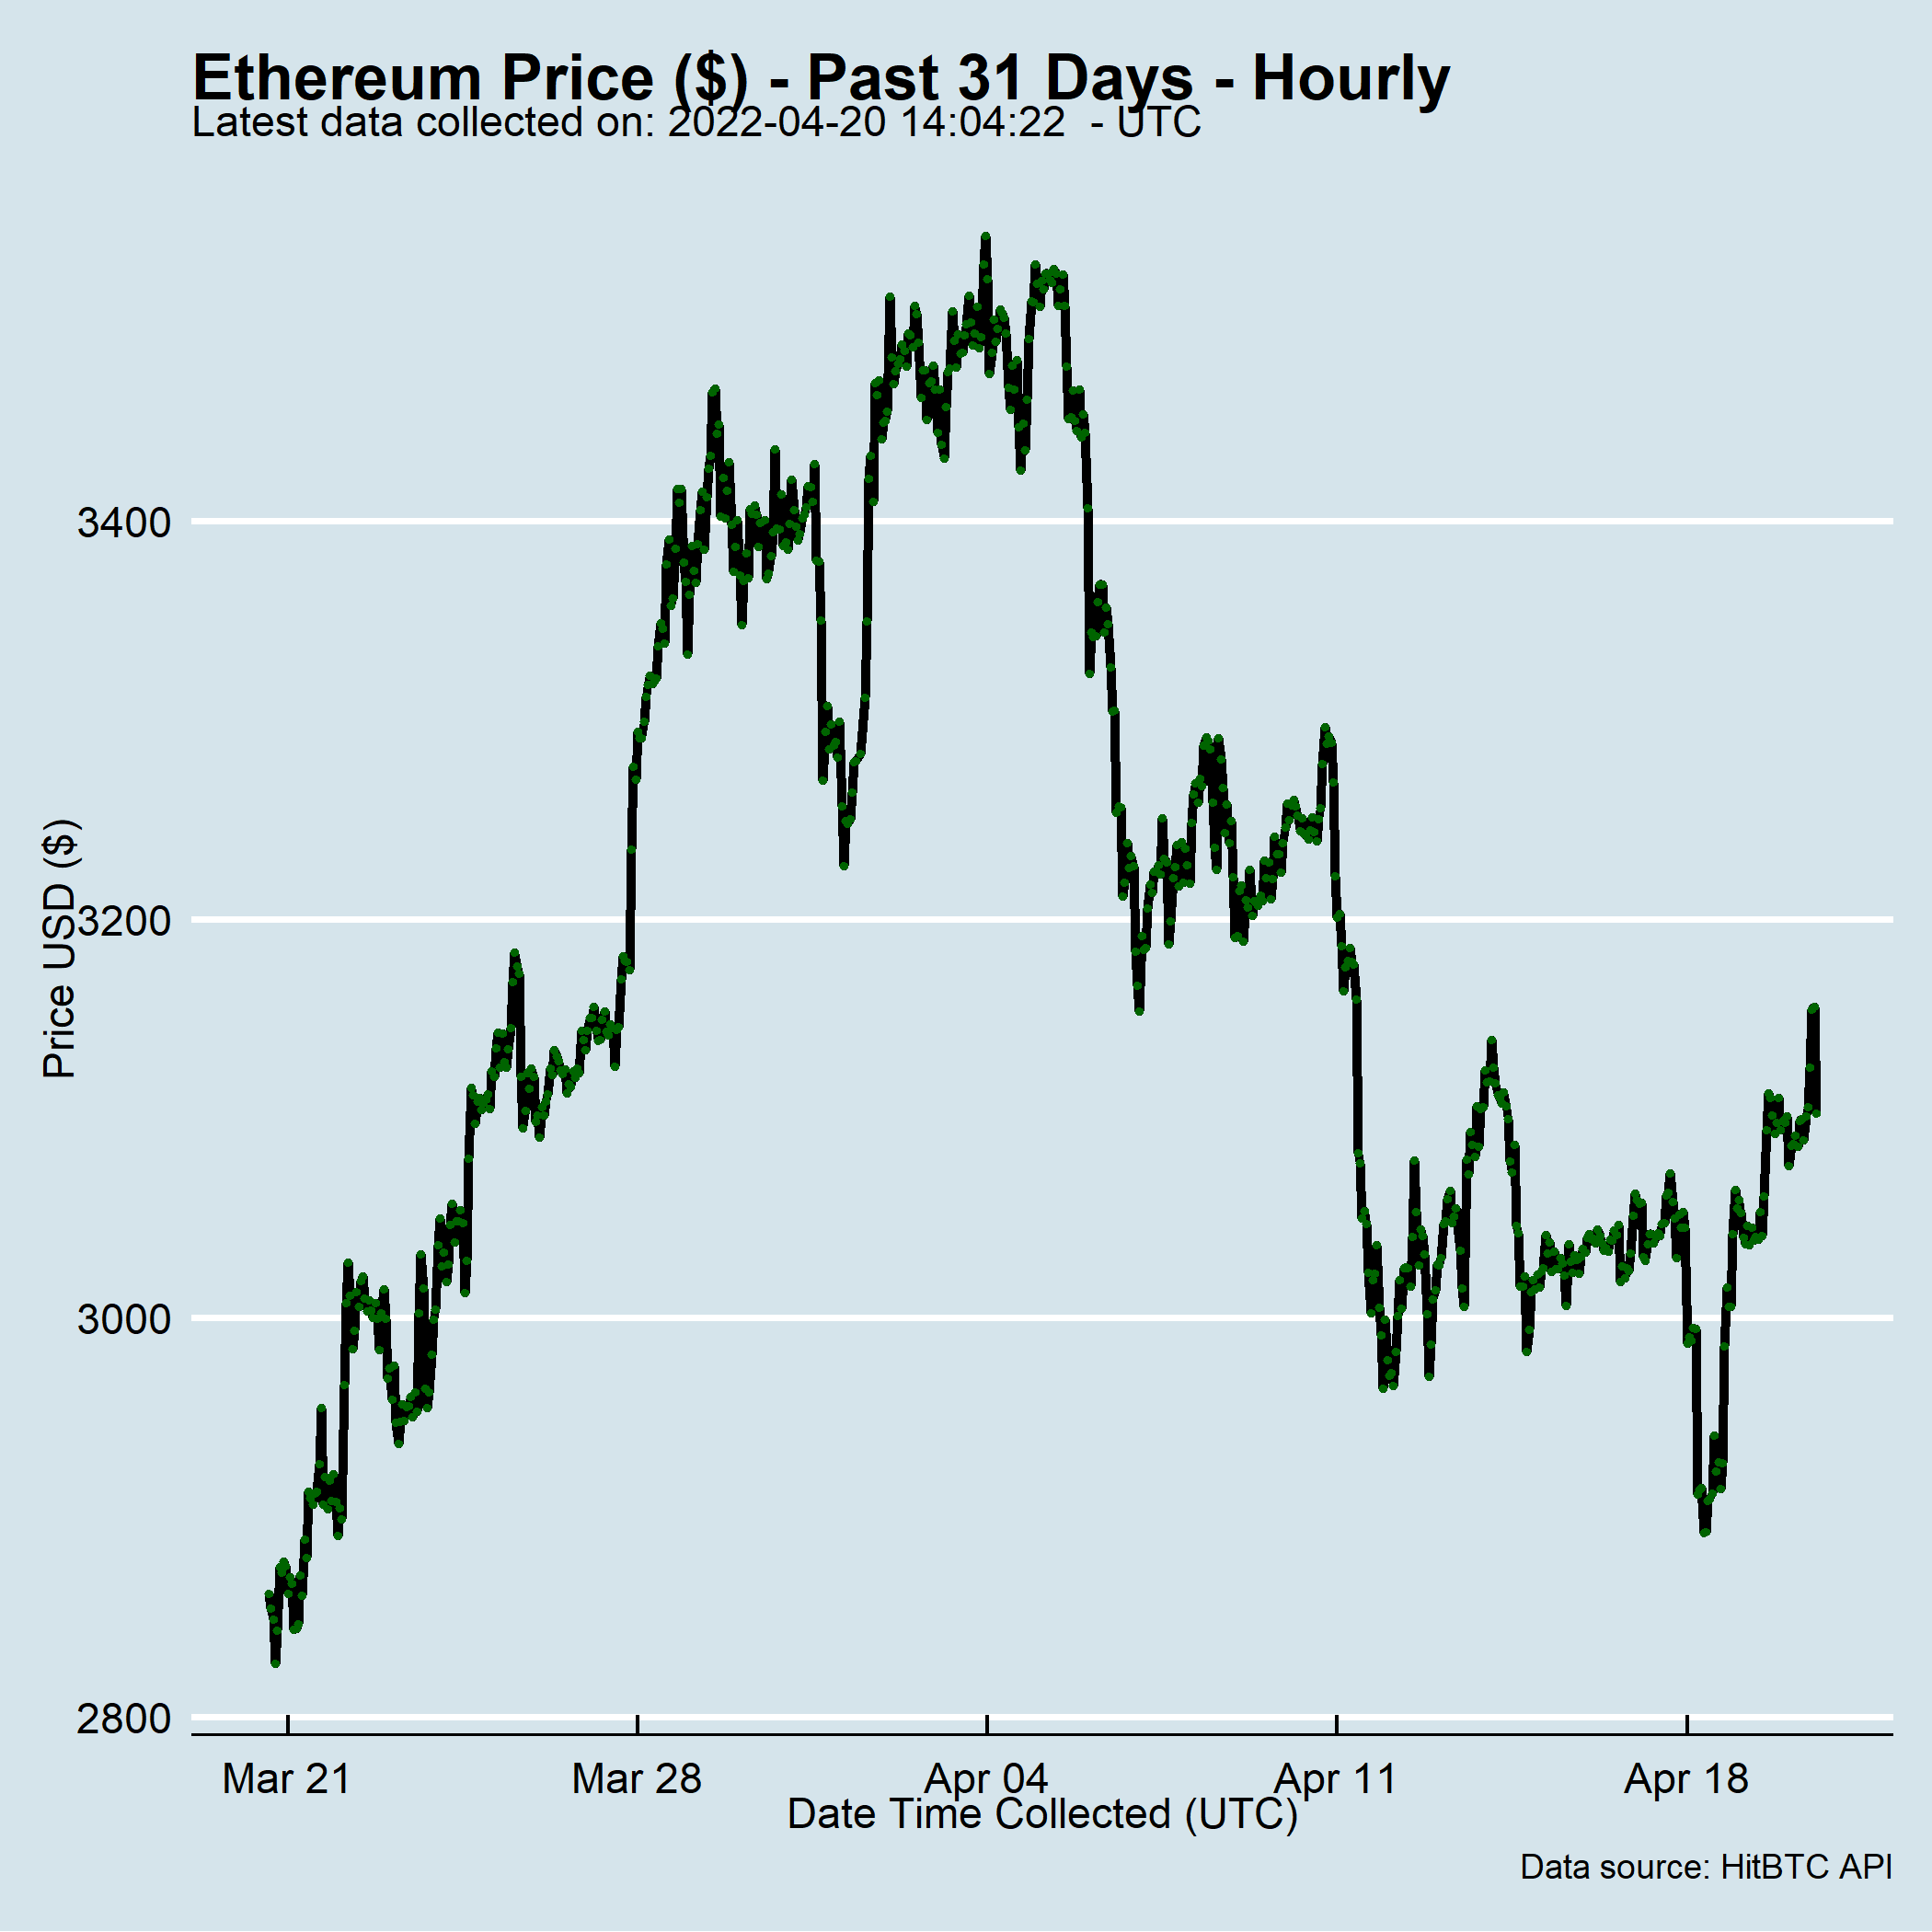 Ethereum Price ($) - Past 31 Days - Hourly
Latest data collected on: 2022-04-20 14:04:22  - UTC
Price USD ($)
3400
3200
3000
2800
Mar 21
Mar 28
Apr 04
Apr 11
Apr 18
Date Time Collected (UTC)
Data source: HitBTC API